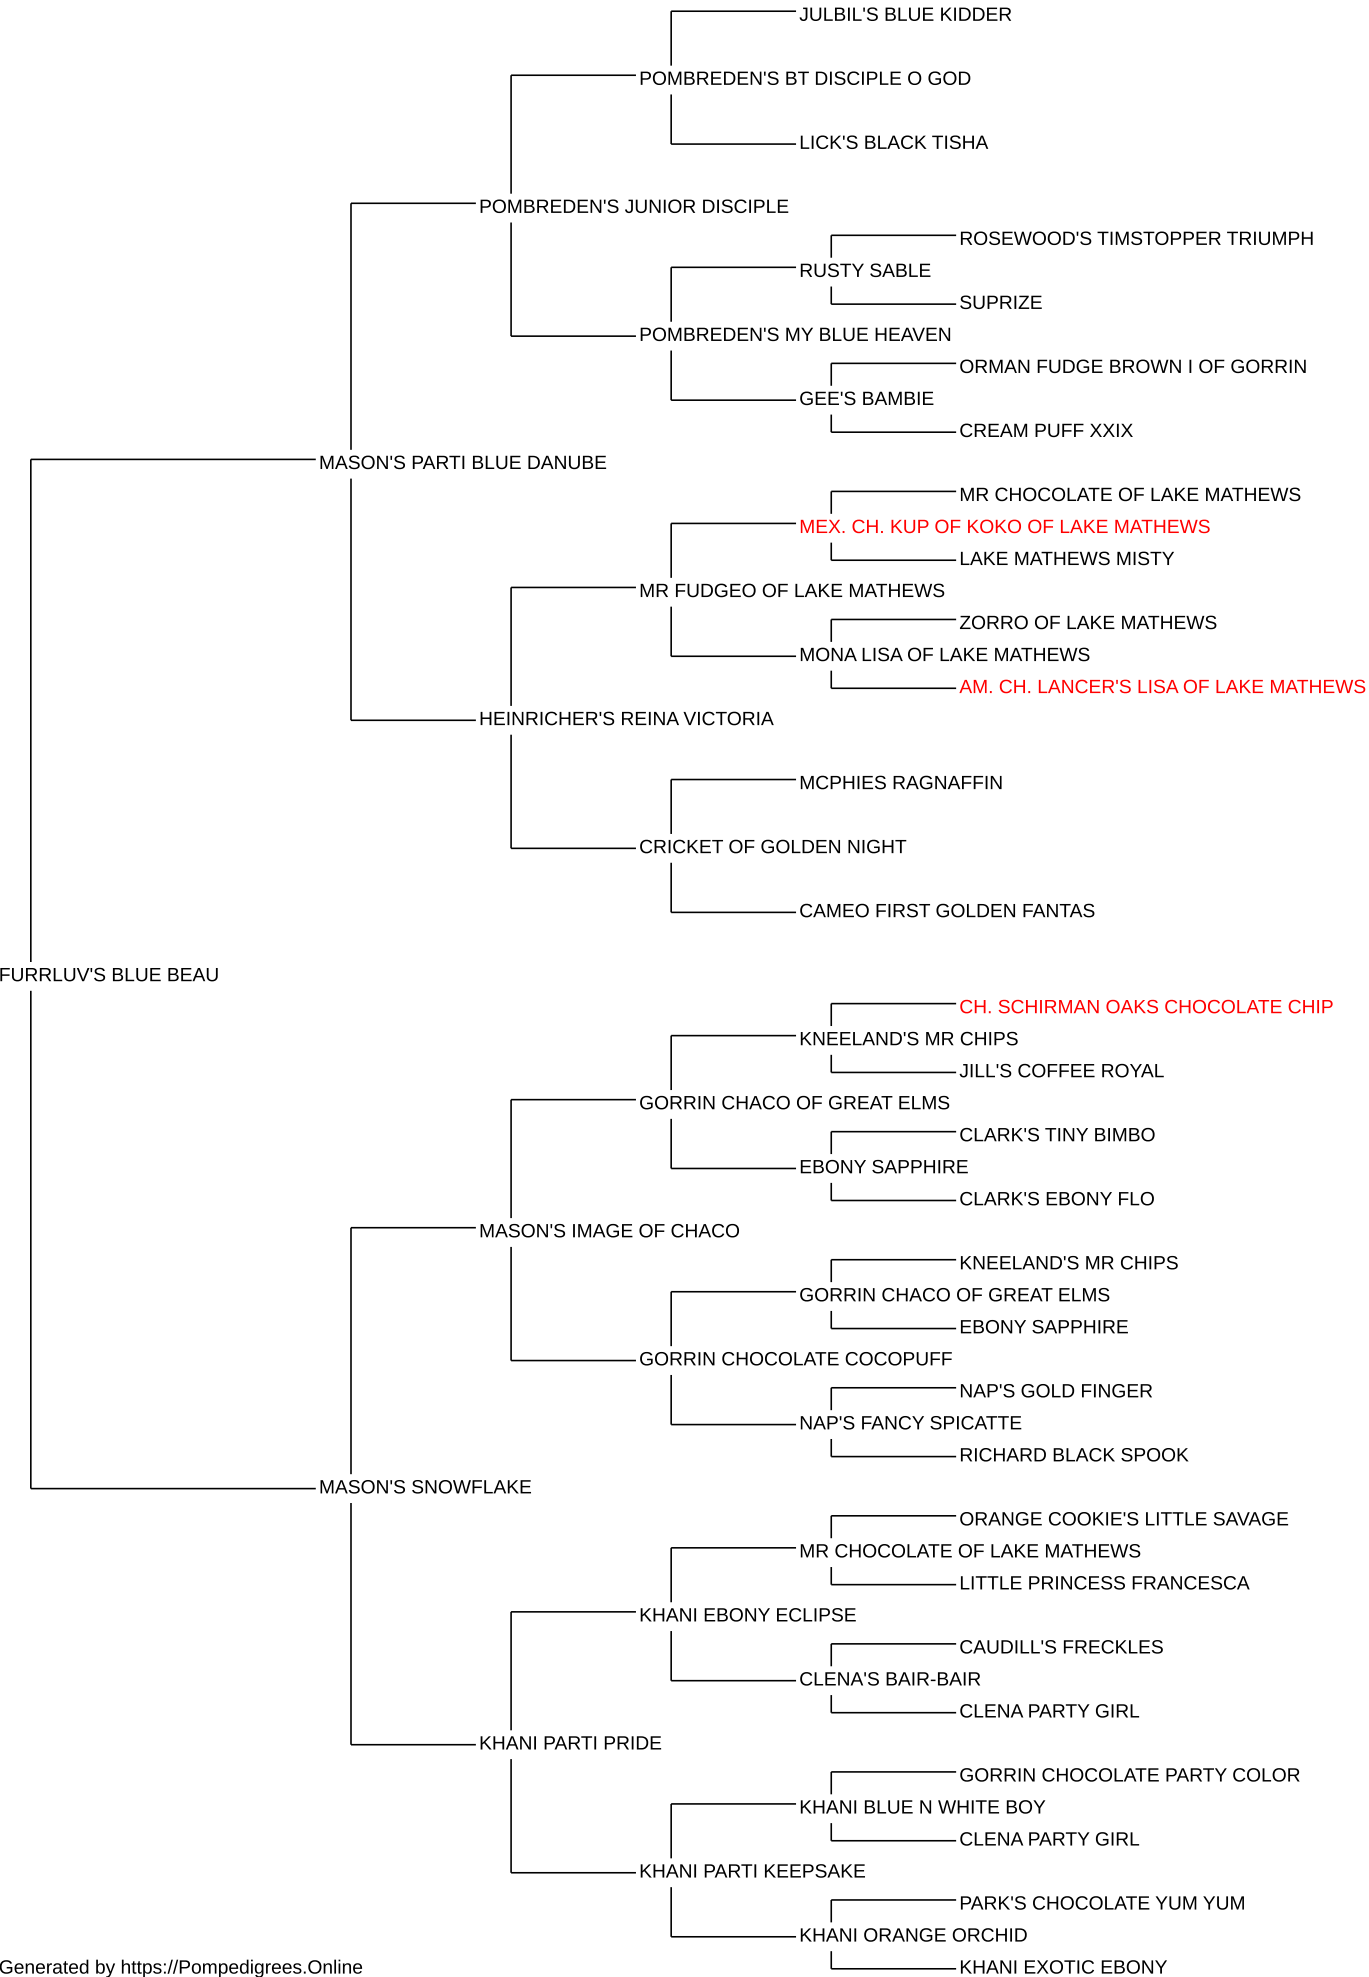 JULBIL'S BLUE KIDDER
POMBREDEN'S BT DISCIPLE O GOD
LICK'S BLACK TISHA
POMBREDEN'S JUNIOR DISCIPLE
ROSEWOOD'S TIMSTOPPER TRIUMPH
RUSTY SABLE
SUPRIZE
POMBREDEN'S MY BLUE HEAVEN
ORMAN FUDGE BROWN I OF GORRIN
GEE'S BAMBIE
CREAM PUFF XXIX
MASON'S PARTI BLUE DANUBE
MR CHOCOLATE OF LAKE MATHEWS
MEX. CH. KUP OF KOKO OF LAKE MATHEWS
LAKE MATHEWS MISTY
MR FUDGEO OF LAKE MATHEWS
ZORRO OF LAKE MATHEWS
MONA LISA OF LAKE MATHEWS
AM. CH. LANCER'S LISA OF LAKE MATHEWS
HEINRICHER'S REINA VICTORIA
MCPHIES RAGNAFFIN
CRICKET OF GOLDEN NIGHT
CAMEO FIRST GOLDEN FANTAS
FURRLUV'S BLUE BEAU
CH. SCHIRMAN OAKS CHOCOLATE CHIP
KNEELAND'S MR CHIPS
JILL'S COFFEE ROYAL
GORRIN CHACO OF GREAT ELMS
CLARK'S TINY BIMBO
EBONY SAPPHIRE
CLARK'S EBONY FLO
MASON'S IMAGE OF CHACO
KNEELAND'S MR CHIPS
GORRIN CHACO OF GREAT ELMS
EBONY SAPPHIRE
GORRIN CHOCOLATE COCOPUFF
NAP'S GOLD FINGER
NAP'S FANCY SPICATTE
RICHARD BLACK SPOOK
MASON'S SNOWFLAKE
ORANGE COOKIE'S LITTLE SAVAGE
MR CHOCOLATE OF LAKE MATHEWS
LITTLE PRINCESS FRANCESCA
KHANI EBONY ECLIPSE
CAUDILL'S FRECKLES
CLENA'S BAIR-BAIR
CLENA PARTY GIRL
KHANI PARTI PRIDE
GORRIN CHOCOLATE PARTY COLOR
KHANI BLUE N WHITE BOY
CLENA PARTY GIRL
KHANI PARTI KEEPSAKE
PARK'S CHOCOLATE YUM YUM
KHANI ORANGE ORCHID
KHANI EXOTIC EBONY
Generated by https://Pompedigrees.Online